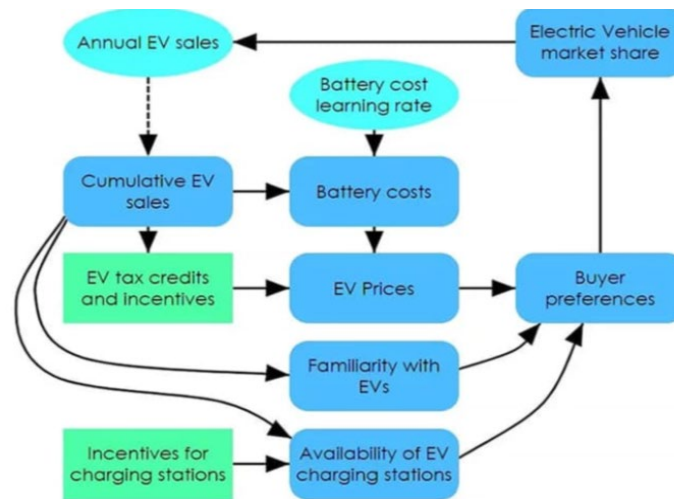 Annual EV sales
Electric Vehicle
market share
Battery cost
learning rate
Cumulative EV
sales
Battery costs
EV tax credits
and incentives
EV Prices
Buyer
preferences
Familiarity with
EVs
Incentives for
charging stations
Availability of EV
charging stations